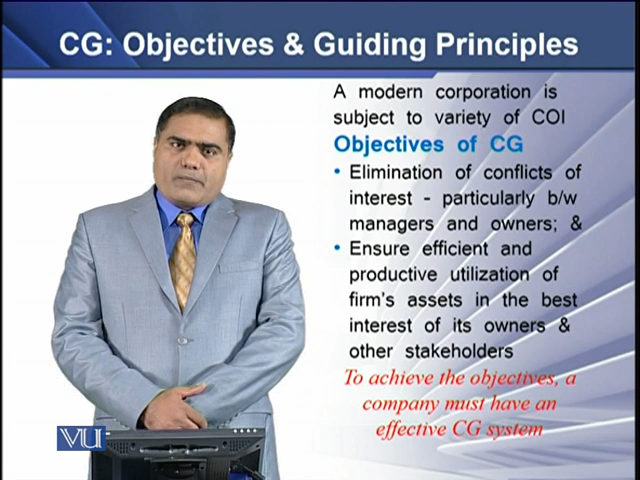 CG: Objectives & Guiding Principles
A modern corporation is
subject to variety of COI
Objectives of CG
• Elimination of conflicts of
interest - particularly b/w
managers and owners; &
• Ensure efficient and
productive utilization of
firm's assets in the best
interest of its owners &
other stakeholders
To achieve the objectives, a
company must have an
effective CG system
VU